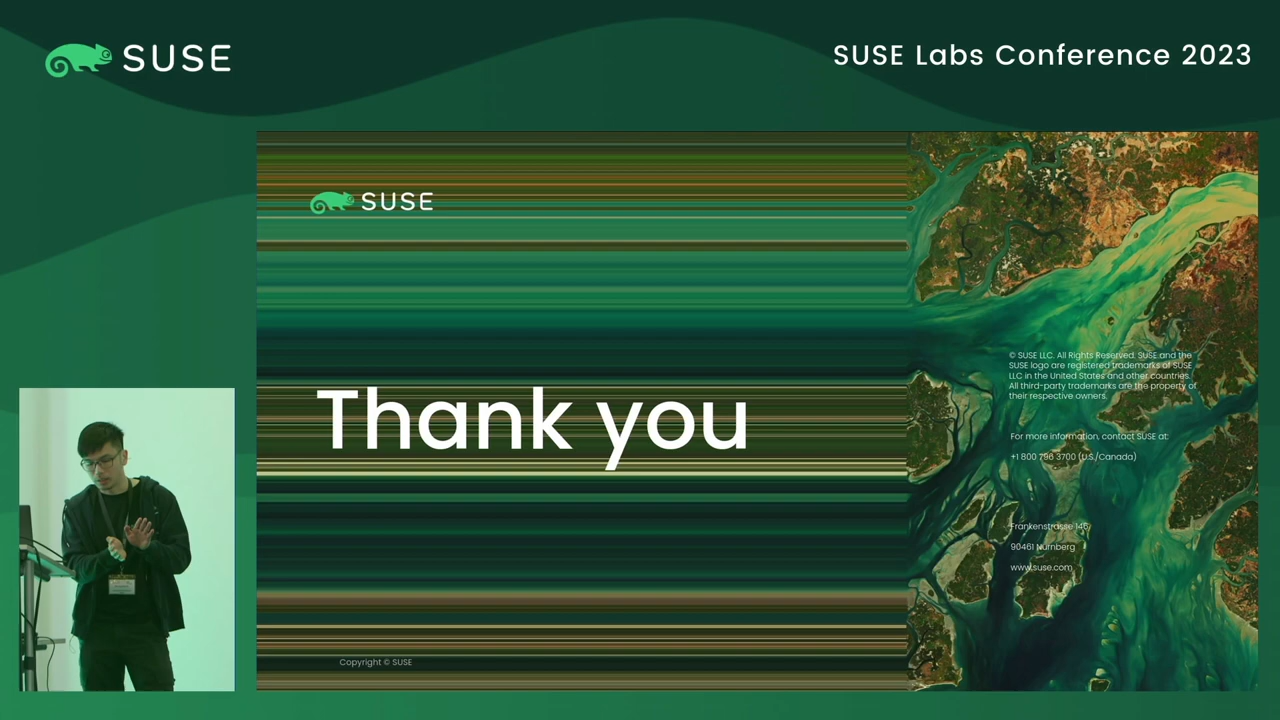 SUSE
SUSE Labs Conference 2023
SUSE
Thank you
© SUSE LLC. All Rights Reserved. SUSE and the
SUSE logo are registered trademarks of SUSE
LLC in the United States and other countries.
All third-party trademarks are the property of
their respective owners.
For more information, contact SUSE at:
+1 800 796 3700 (U.S./Canada)
Frankenstrasse 146
90461 Nürnberg
www.suse.com
Copyright © SUSE